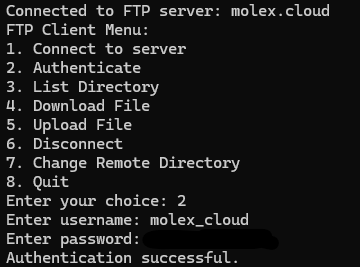 Connected to FTP server: molex.cloud
FTP Client Menu:
1. Connect to server
2. Authenticate
3. List Directory
4. Download File
5. Upload File
6. Disconnect
7. Change Remote Directory
8. Quit
Enter your choice: 2
Enter username: molex_cloud
Enter password:
Authentication successful.